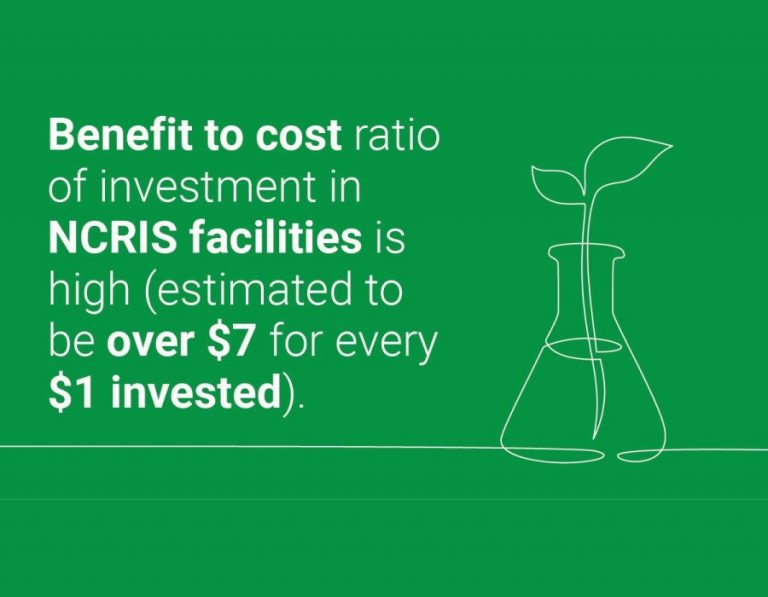 Benefit to cost ratio
of investment in
NCRIS facilities is
high (estimated to
be over $7 for every
$1 invested).